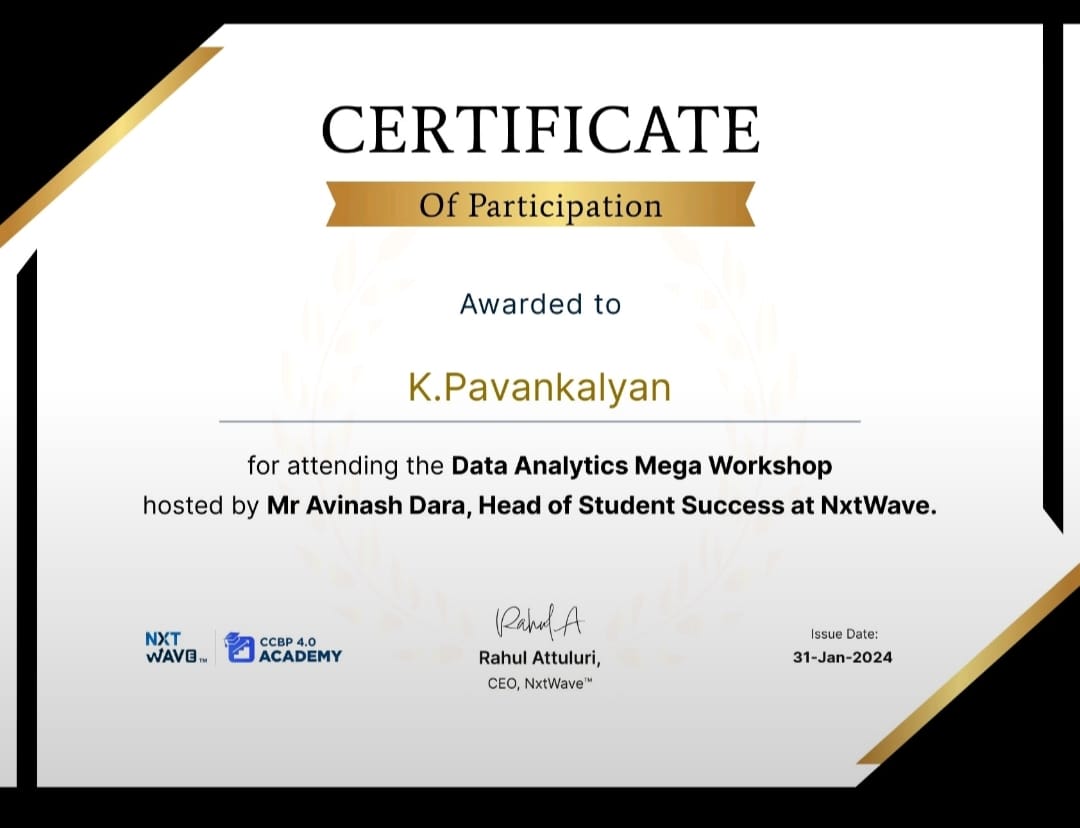 CERTIFICATE
Of Participation
Awarded to
K.Pavankalyan
for attending the Data Analytics Mega Workshop
hosted by Mr Avinash Dara, Head of Student Success at NxtWave.
NXT
WAVE™
CCBP 4.0
ACADEMY
Rahul A
Rahul Attuluri,
CEO, NxtWave™
Issue Date:
31-Jan-2024